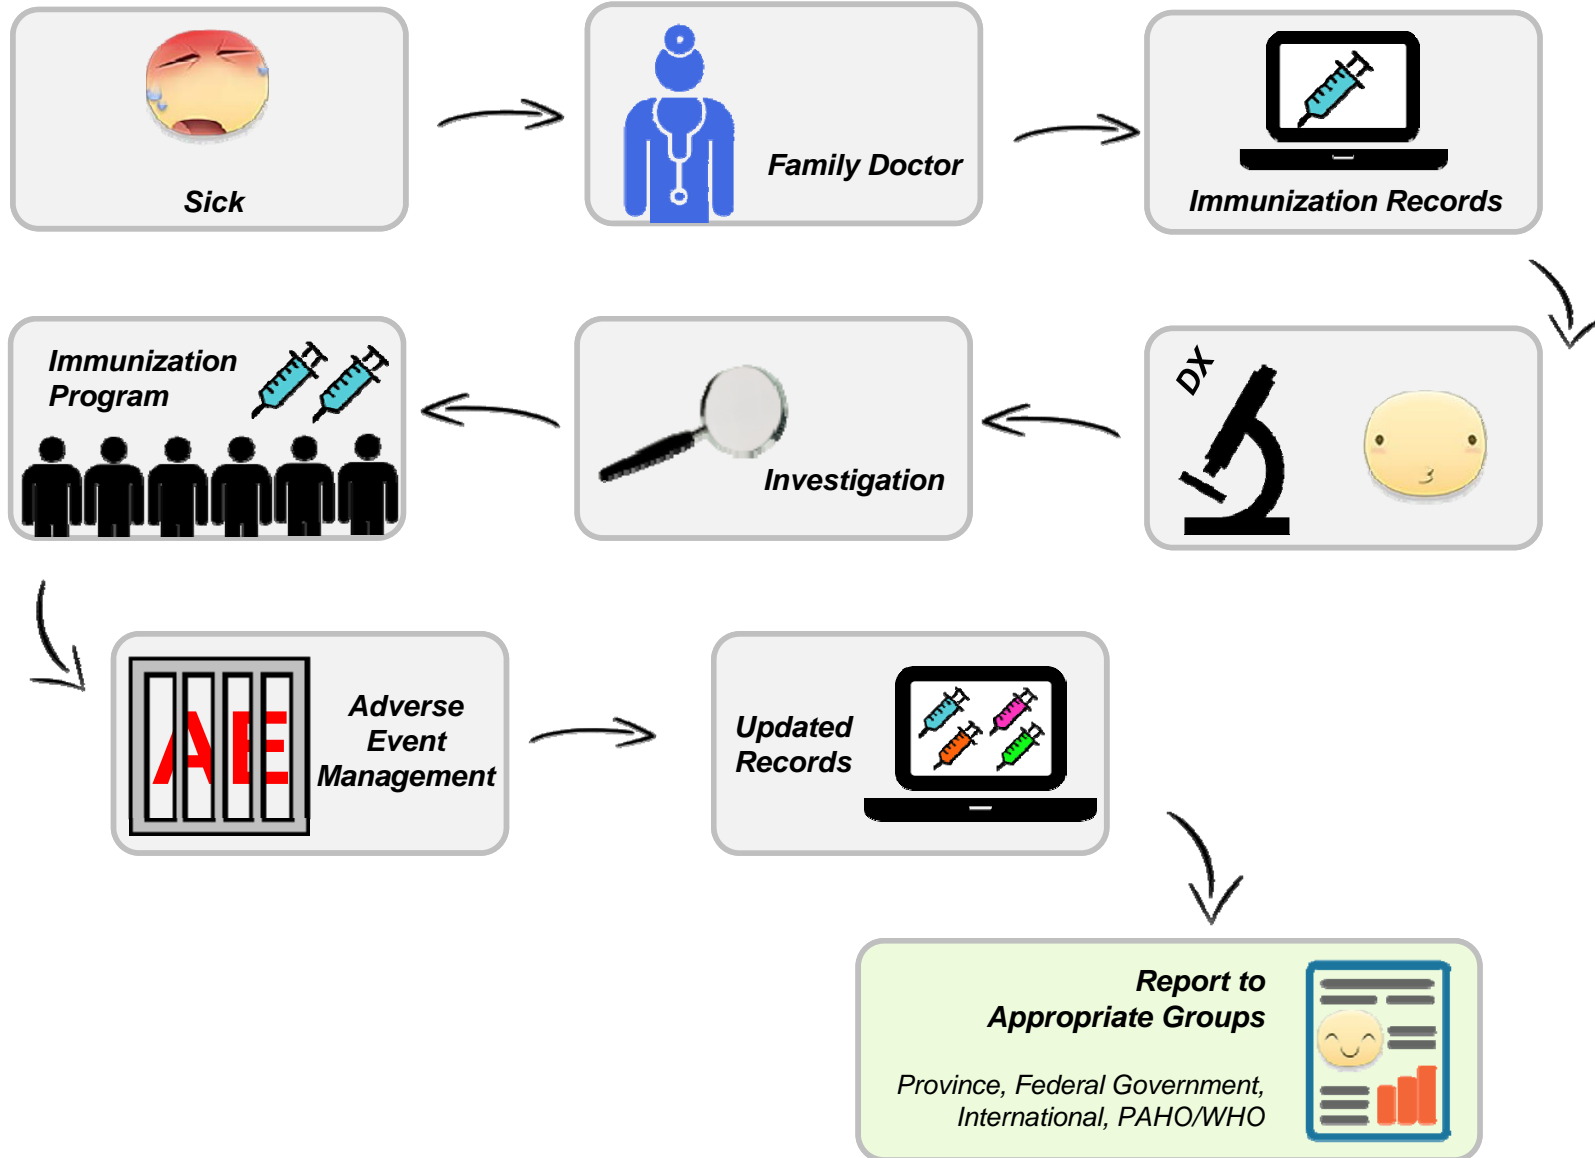 Sick
Family Doctor
Immunization Records
DX
Investigation
Immunization
Program
AE
Adverse
Event
Management
Updated
Records
Report to
Appropriate Groups
Province, Federal Government,
International, PAHO/WHO